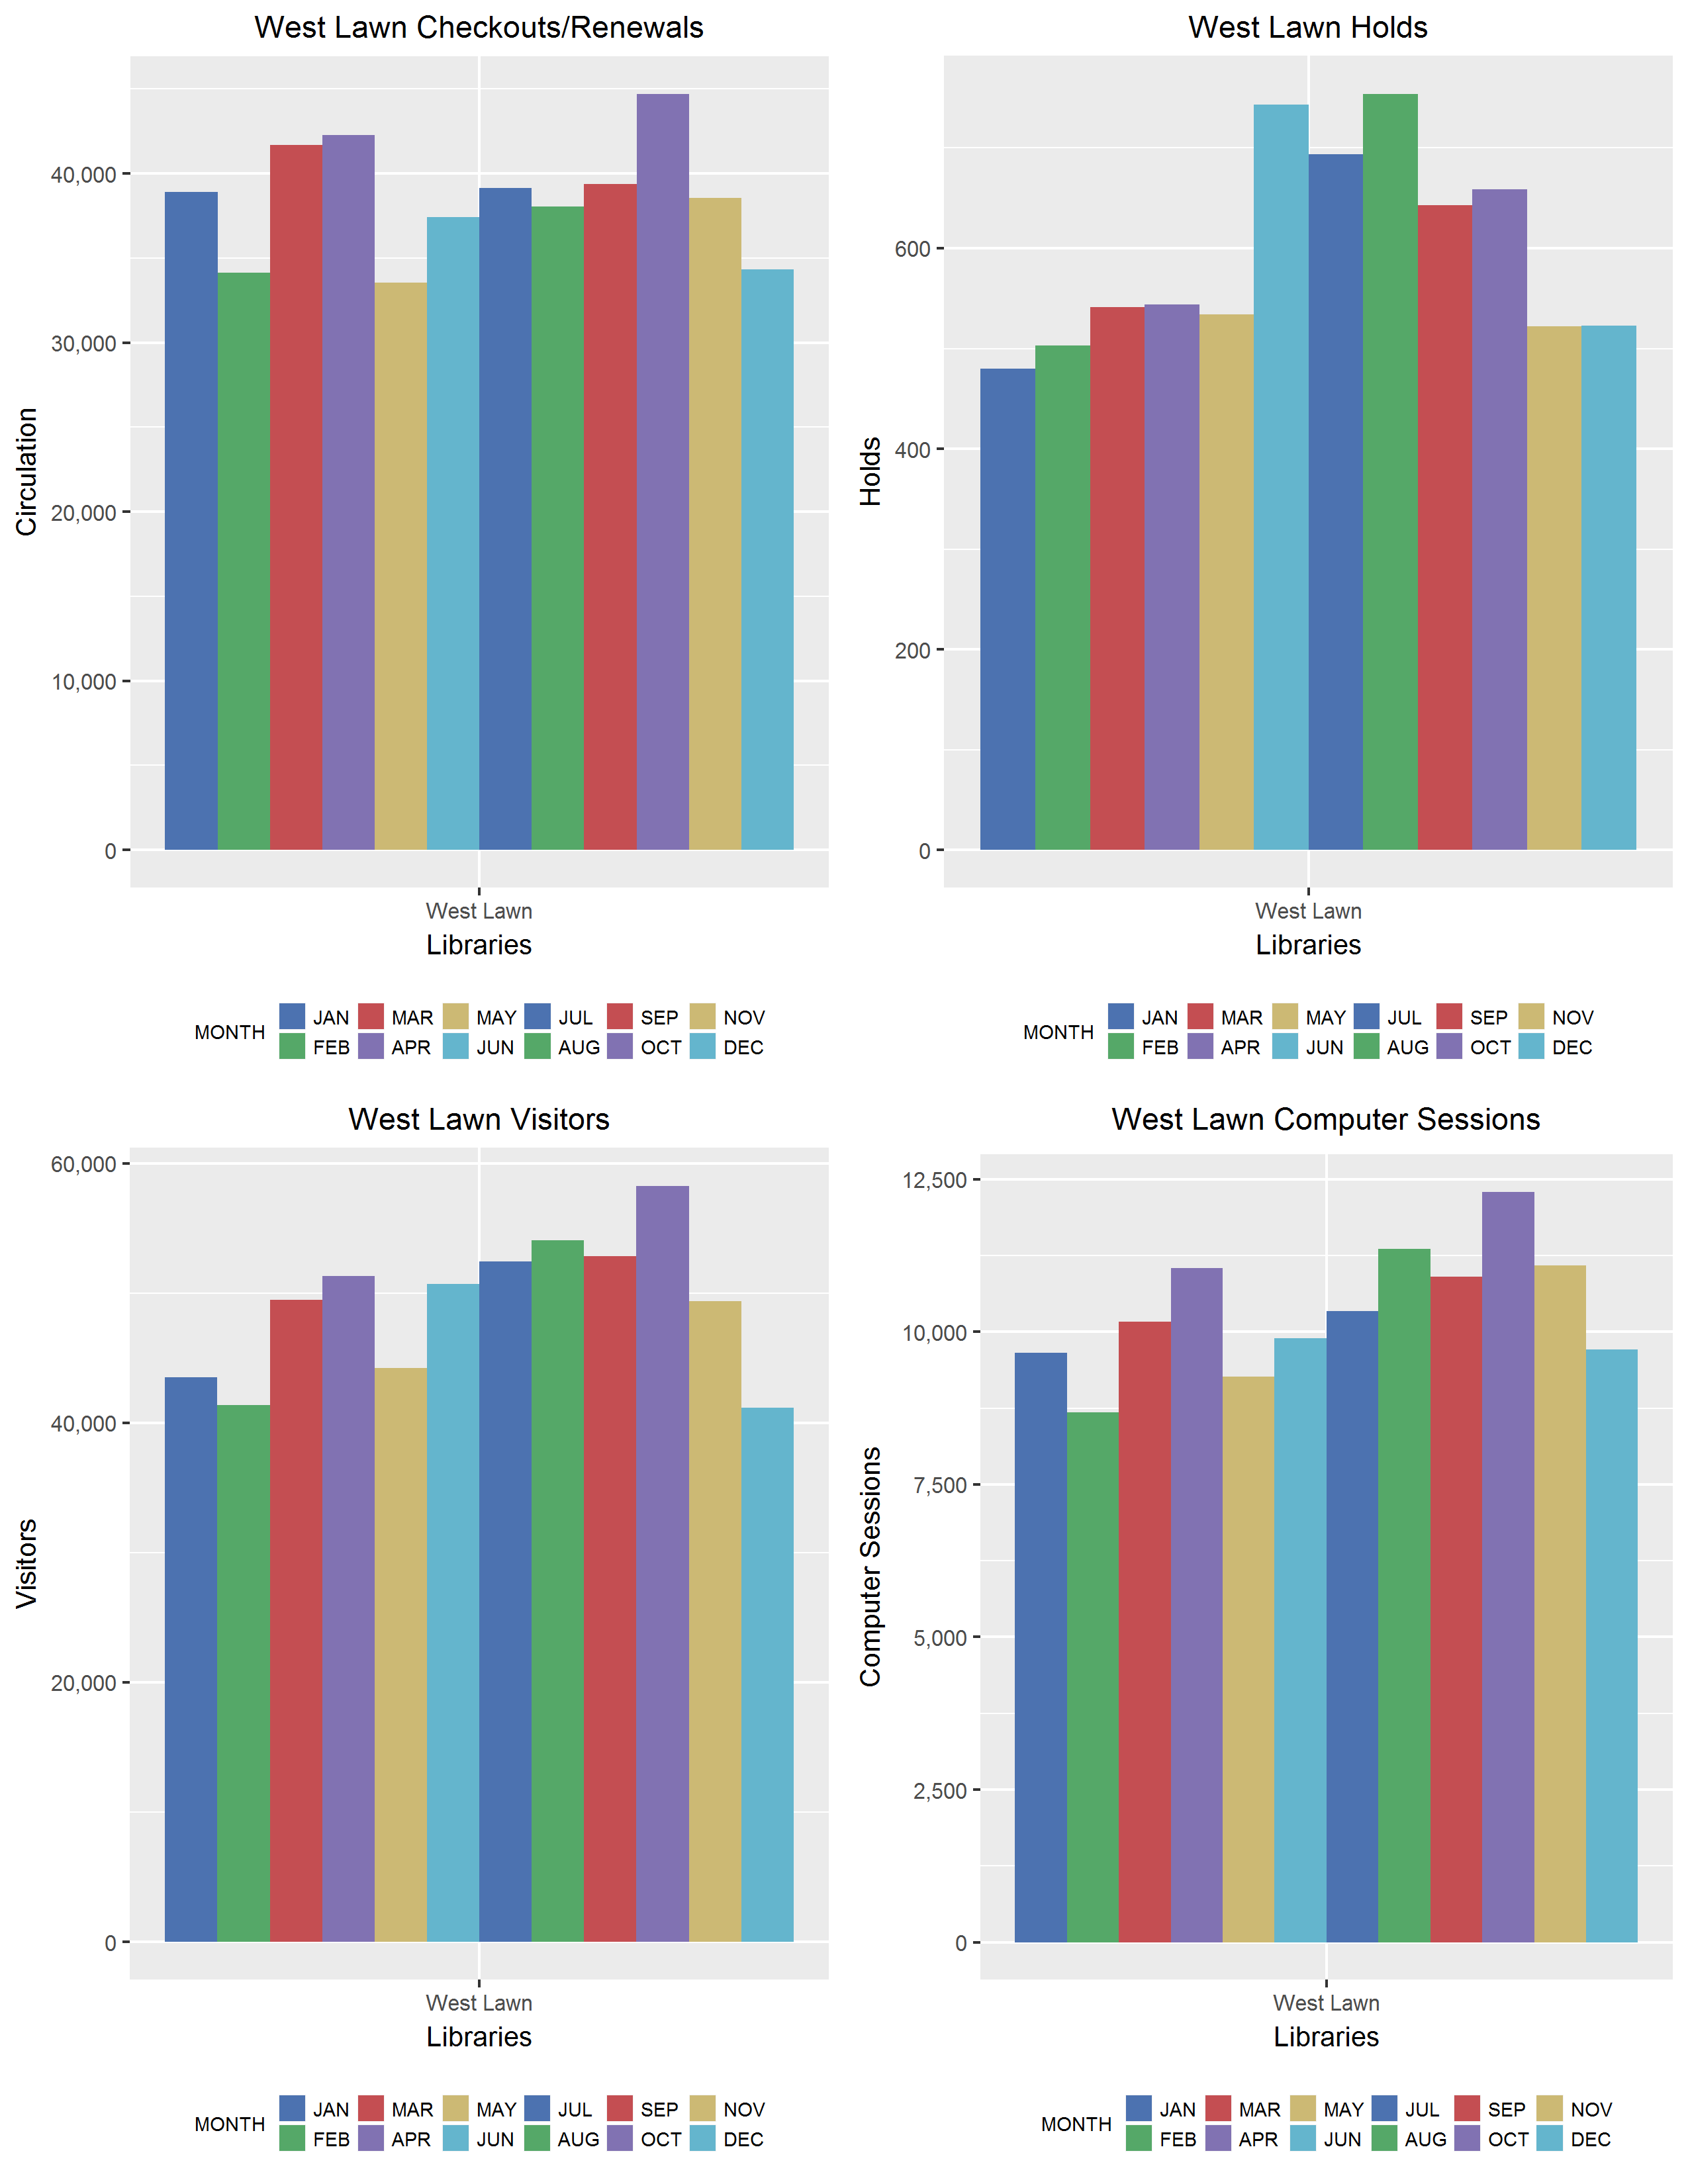 West Lawn Checkouts/Renewals
Circulation
40,000
30,000
20,000
10,000
0
West Lawn
Libraries
MONTH
JAN MAR MAY JUL SEP NOV
FEB APR JUN AUG OCT DEC
West Lawn Holds
Holds
600
400
200
0
West Lawn
Libraries
MONTH
JAN MAR MAY JUL SEP NOV
FEB APR JUN AUG OCT DEC
West Lawn Visitors
Visitors
60,000
40,000
20,000
0
West Lawn
Libraries
MONTH
JAN MAR MAY JUL SEP NOV
FEB APR JUN AUG OCT DEC
West Lawn Computer Sessions
Computer Sessions
12,500
10,000
7,500
5,000
2,500
0
West Lawn
Libraries
MONTH
JAN MAR MAY JUL SEP NOV
FEB APR JUN AUG OCT DEC